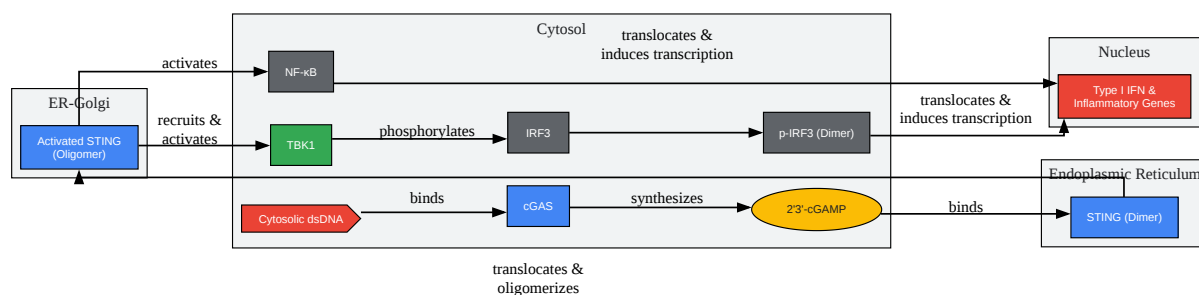 Cytosol
translocates &
induces transcription
Nucleus
activates
NF-κB
Type I IFN &
Inflammatory Genes
ER-Golgi
translocates &
induces transcription
recruits &
activates
Activated STING
(Oligomer)
TBK1
phosphorylates
IRF3
p-IRF3 (Dimer)
Endoplasmic Reticulum
Cytosolic dsDNA
binds
cGAS
synthesizes
2'3'-cGAMP
binds
STING (Dimer)
translocates &
oligomerizes